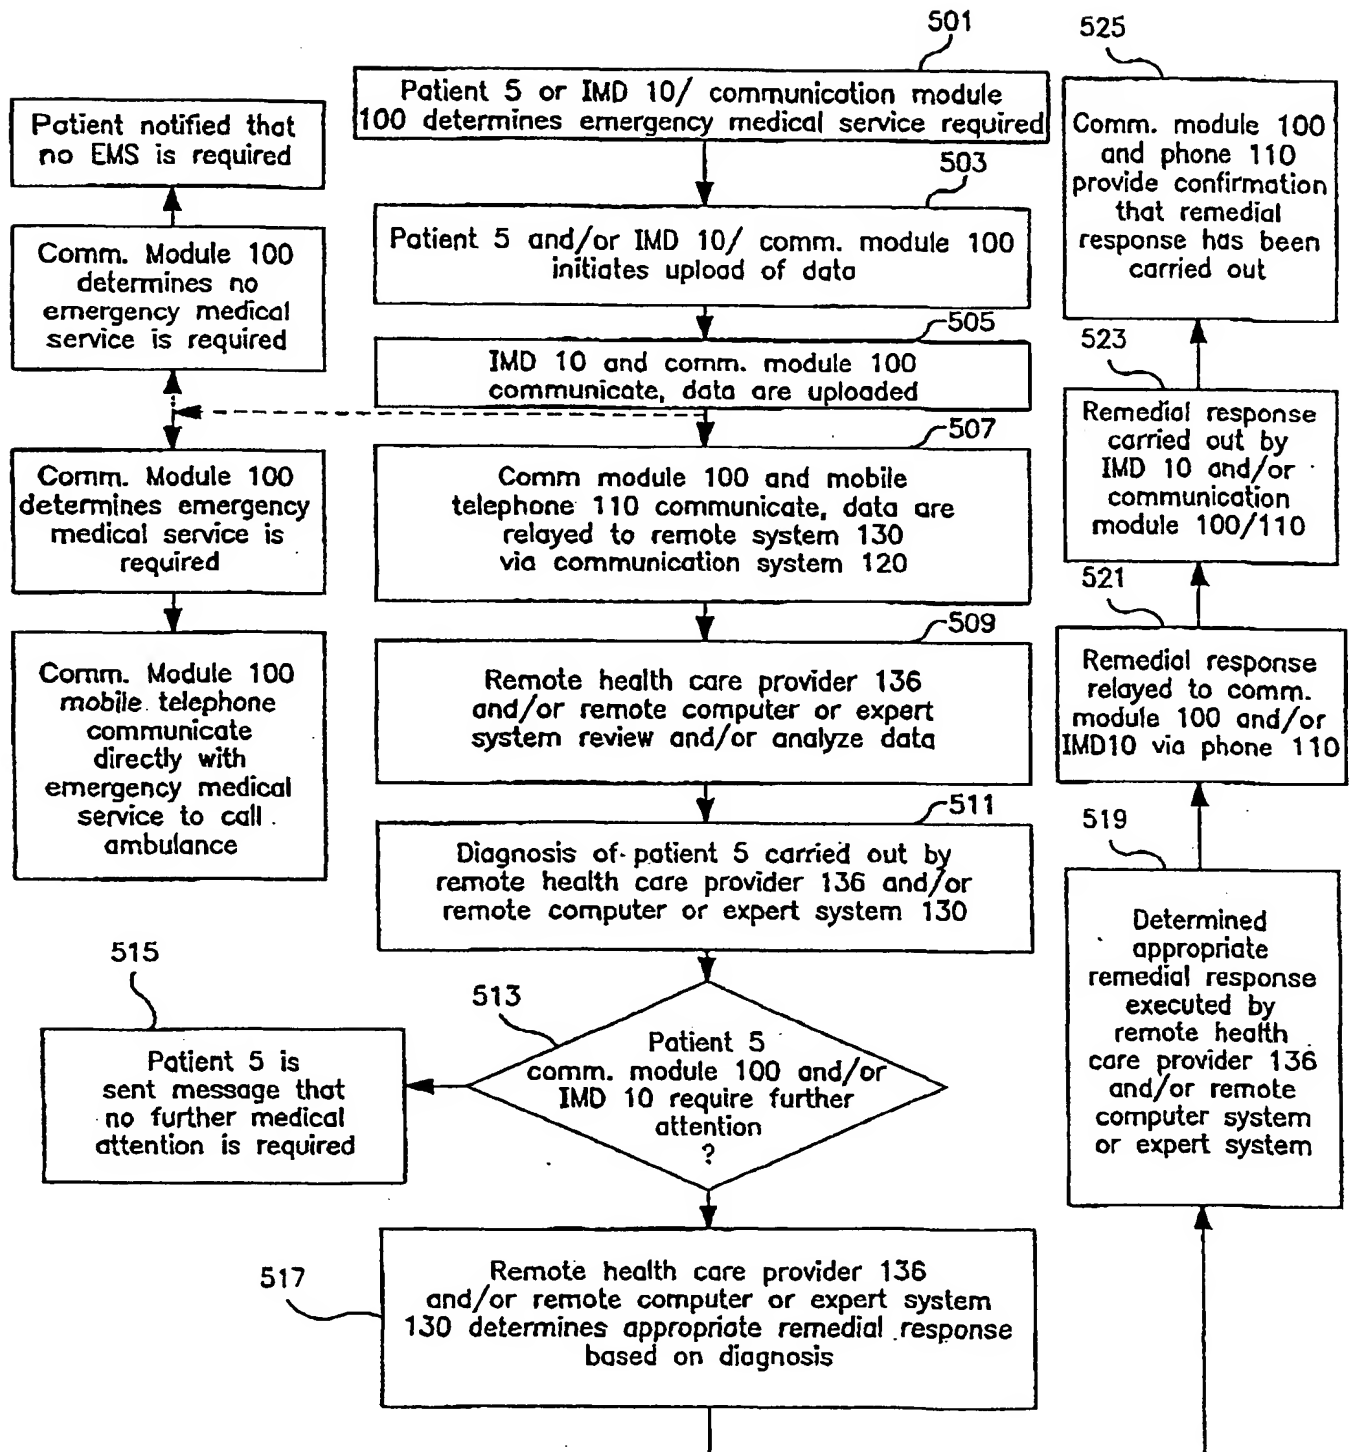 501
Patient 5 or IMD 10/ communication module
100 determines emergency medical service required
503
Patient 5 and/or IMD 10/ comm. module 100
initiates upload of data
505
IMD 10 and comm. module 100
communicate, data are uploaded
Patient notified that
no EMS is required
Comm. Module 100
determines no
emergency medical
service is required
Comm. Module 100
determines emergency
medical service is
required
Comm. Module 100
mobile telephone
communicate
directly with
emergency medical
service to call
ambulance
507
Comm module 100 and mobile
telephone 110 communicate, data are
relayed to remote system 130
via communication system 120
509
Remote health care provider 136
and/or remote computer or expert
system review and/or analyze data
511
Diagnosis of patient 5 carried out by
remote health care provider 136 and/or
remote computer or expert system 130
513
Patient 5
comm. module 100 and/or
IMD 10 require further
attention
?
515
Patient 5 is
sent message that
no further medical
attention is required
517
Remote health care provider 136
and/or remote computer or expert system
130 determines appropriate remedial response
based on diagnosis
519
Determined
appropriate
remedial response
executed by
remote health
care provider 136
and/or remote
computer system
or expert system
521
Remedial response
relayed to comm.
module 100 and/or
IMD10 via phone 110
523
Remedial response
carried out by
IMD 10 and/or
communication
module 100/110
525
Comm. module 100
and phone 110
provide confirmation
that remedial
response has been
carried out